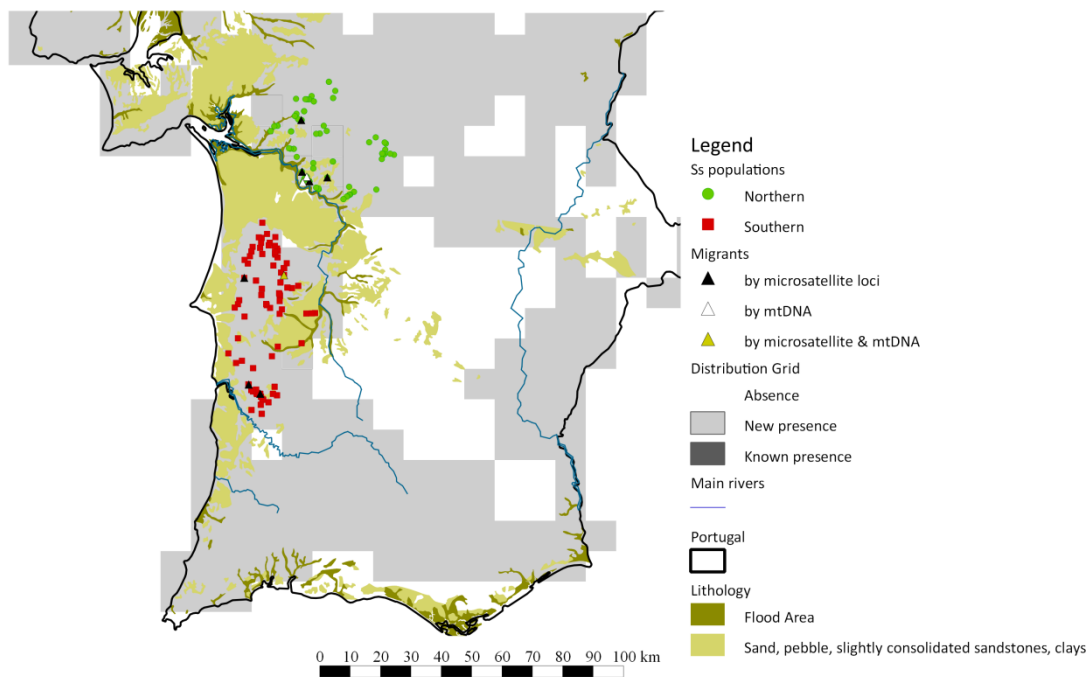 Legend
Ss populations
Northern
Southern
Migrants
by microsatellite loci
by mtDNA
by microsatellite & mtDNA
Distribution Grid
Absence
New presence
Known presence
Main rivers
Portugal
Lithology
Flood Area
Sand, pebble, slightly consolidated sandstones, clays
0 10 20 30 40 50 60 70 80 90 100 km